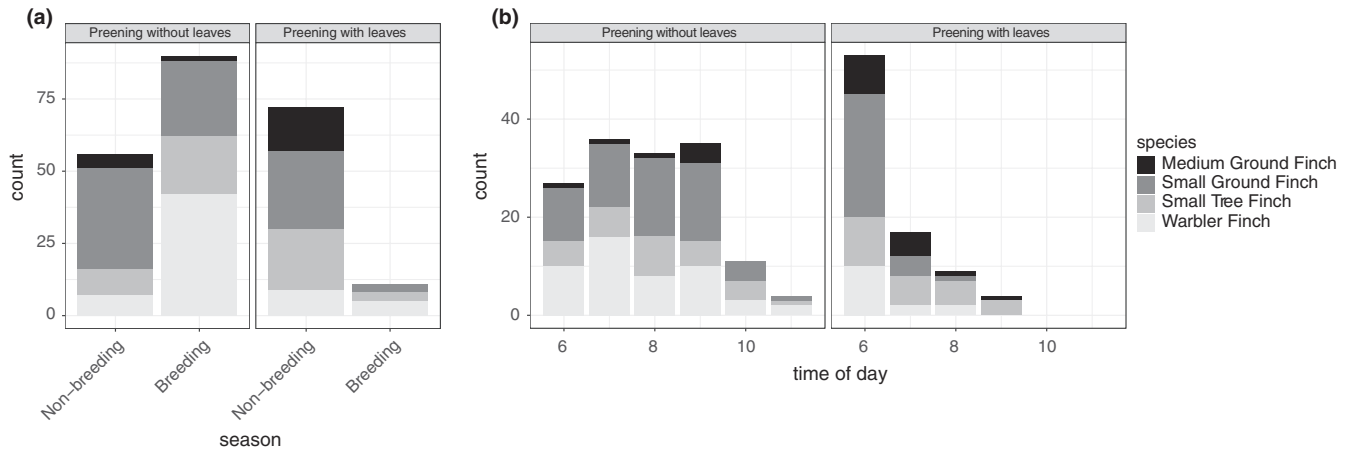 (a)
Preening without leaves
Preening with leaves
count
75
50
25
0
Non−breeding
Breeding
Non−breeding
Breeding
season
(b)
Preening without leaves
Preening with leaves
count
40
20
0
6
8
10
6
8
10
time of day
species
Medium Ground Finch
Small Ground Finch
Small Tree Finch
Warbler Finch